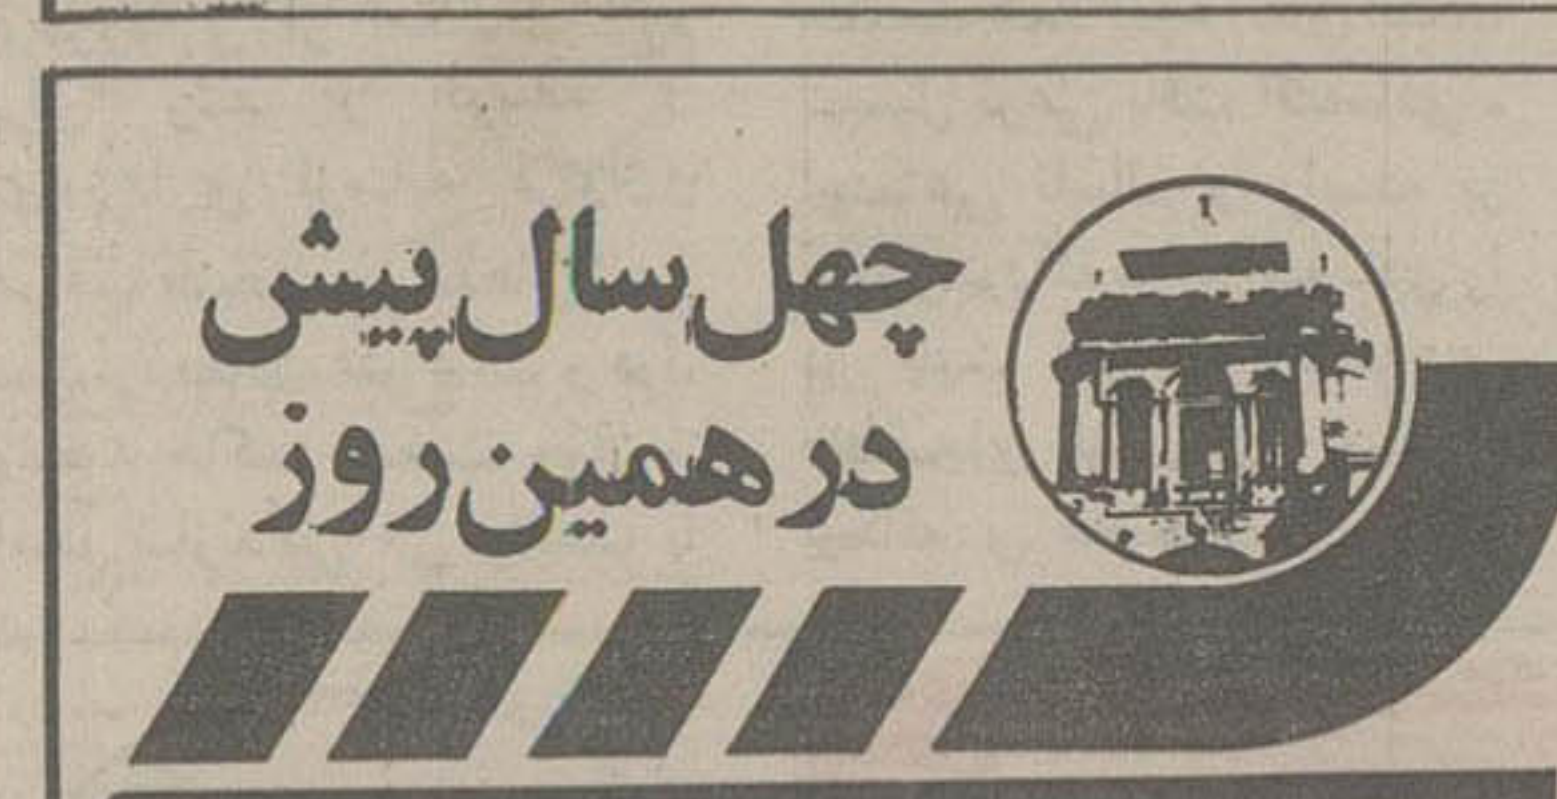 چهل سال پیش
در همین روز